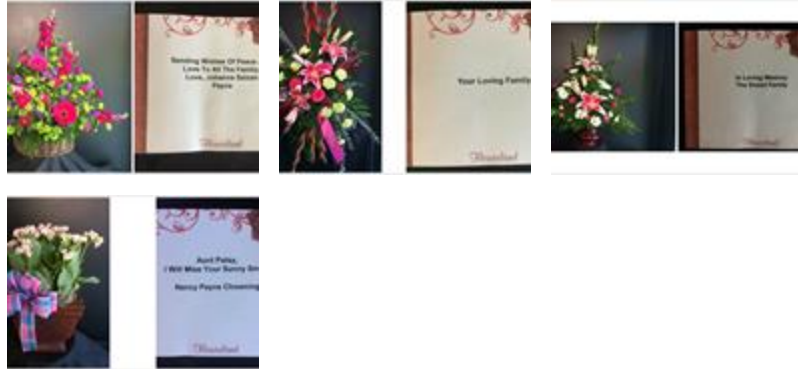 Sending Wishes Of Peace
Love To All The Family
Love, Johanna
Payne
Your Loving Family
In Loving Memory
The Family
Aunt Patsy,
I Will Miss Your Sunny
Nancy Payne